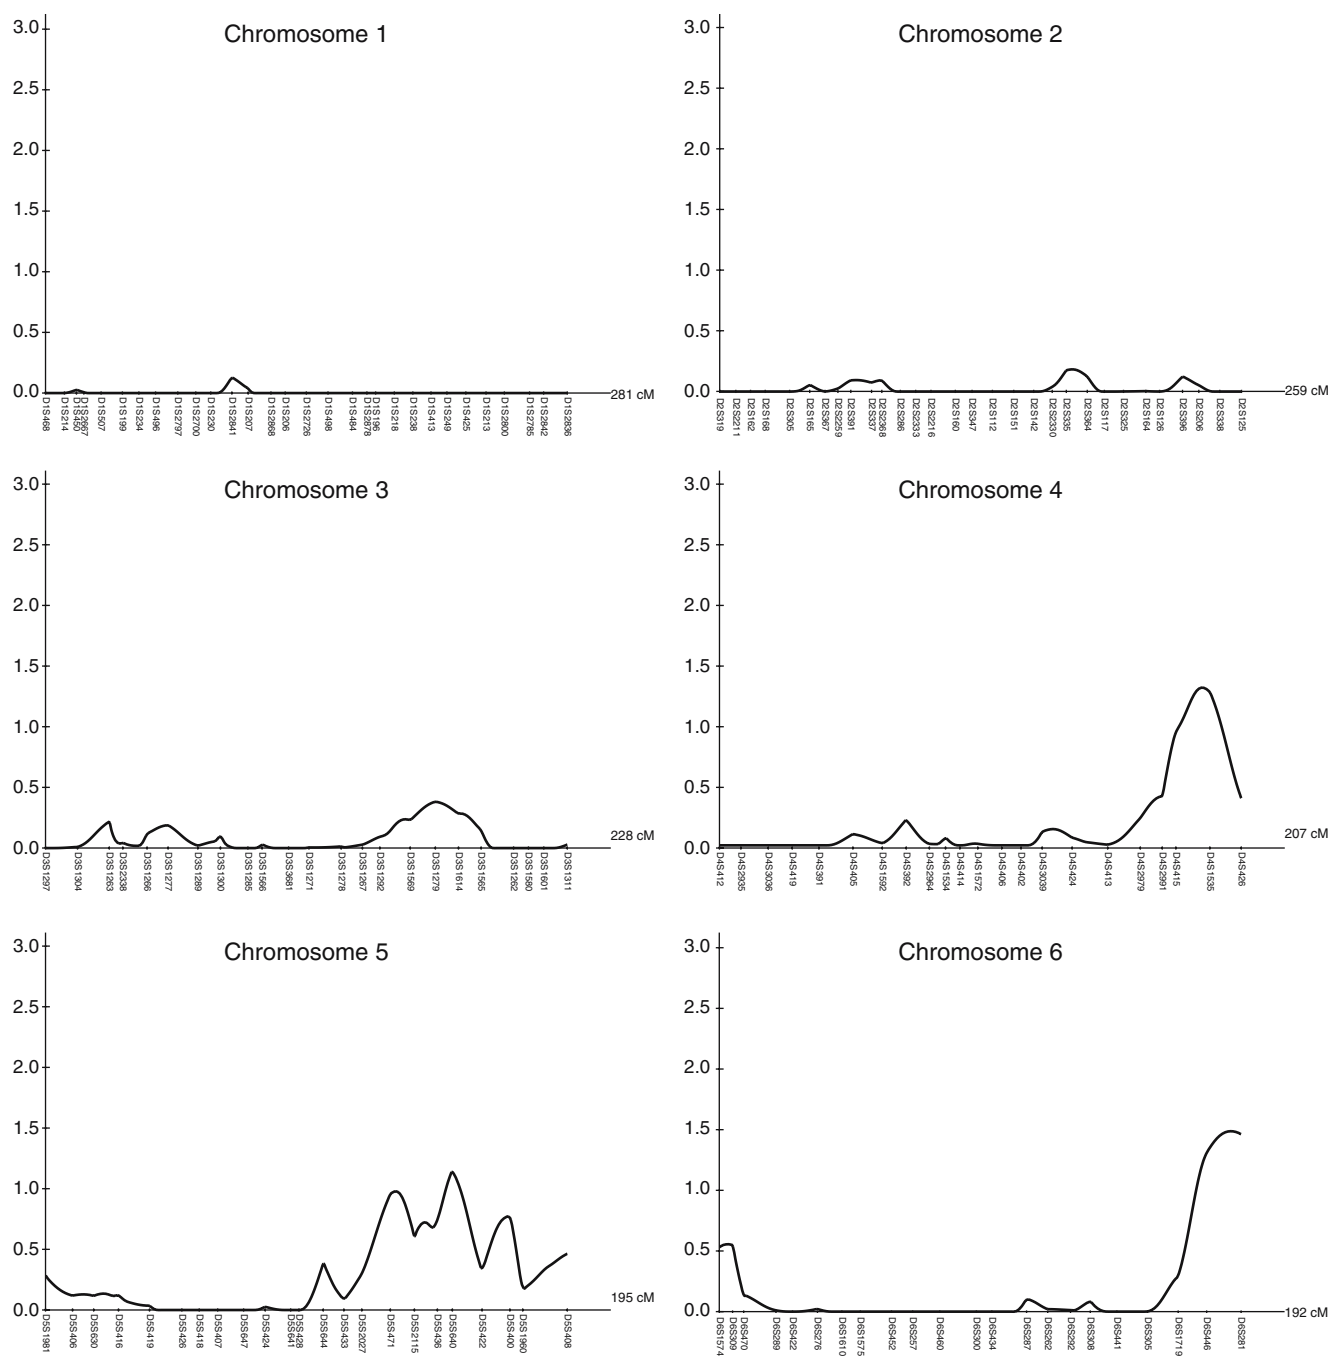 Chromosome 1
3.0
2.5
2.0
1.5
1.0
0.5
0.0
281 cM
D1S468
D1S214
D1S450
D1S2667
D1S507
D1S199
D1S234
D1S496
D1S2797
D1S2700
D1S230
D1S2841
D1S207
D1S2868
D1S206
D1S2726
D1S498
D1S484
D1S2878
D1S196
D1S218
D1S238
D1S413
D1S249
D1S425
D1S213
D1S2800
D1S2785
D1S2842
D1S2836
Chromosome 2
3.0
2.5
2.0
1.5
1.0
0.5
0.0
259 cM
D2S319
D2S2211
D2S162
D2S168
D2S305
D2S165
D2S367
D2S2259
D2S391
D2S337
D2S2368
D2S286
D2S2333
D2S2216
D2S160
D2S347
D2S112
D2S151
D2S142
D2S2330
D2S335
D2S364
D2S117
D2S325
D2S164
D2S126
D2S396
D2S206
D2S338
D2S125
Chromosome 3
3.0
2.5
2.0
1.5
1.0
0.5
0.0
228 cM
D3S1297
D3S1304
D3S1263
D3S2338
D3S1266
D3S1277
D3S1289
D3S1300
D3S1285
D3S1566
D3S3681
D3S1271
D3S1278
D3S1267
D3S1292
D3S1569
D3S1279
D3S1614
D3S1565
D3S1262
D3S1580
D3S1601
D3S1311
Chromosome 4
3.0
2.5
2.0
1.5
1.0
0.5
0.0
207 cM
D4S412
D4S2935
D4S3036
D4S419
D4S391
D4S405
D4S1592
D4S392
D4S2964
D4S1534
D4S414
D4S1572
D4S406
D4S402
D4S3039
D4S424
D4S413
D4S2979
D4S2991
D4S415
D4S1535
D4S426
Chromosome 5
3.0
2.5
2.0
1.5
1.0
0.5
0.0
195 cM
D5S1981
D5S406
D5S630
D5S416
D5S419
D5S426
D5S418
D5S407
D5S647
D5S424
D5S641
D5S428
D5S644
D5S433
D5S2027
D5S471
D5S2115
D5S436
D5S640
D5S422
D5S400
D5S1960
D5S408
Chromosome 6
3.0
2.5
2.0
1.5
1.0
0.5
0.0
192 cM
D6S1574
D6S309
D6S470
D6S289
D6S422
D6S276
D6S1610
D6S1575
D6S452
D6S257
D6S460
D6S300
D6S434
D6S287
D6S262
D6S292
D6S308
D6S441
D6S305
D6S1719
D6S446
D6S281